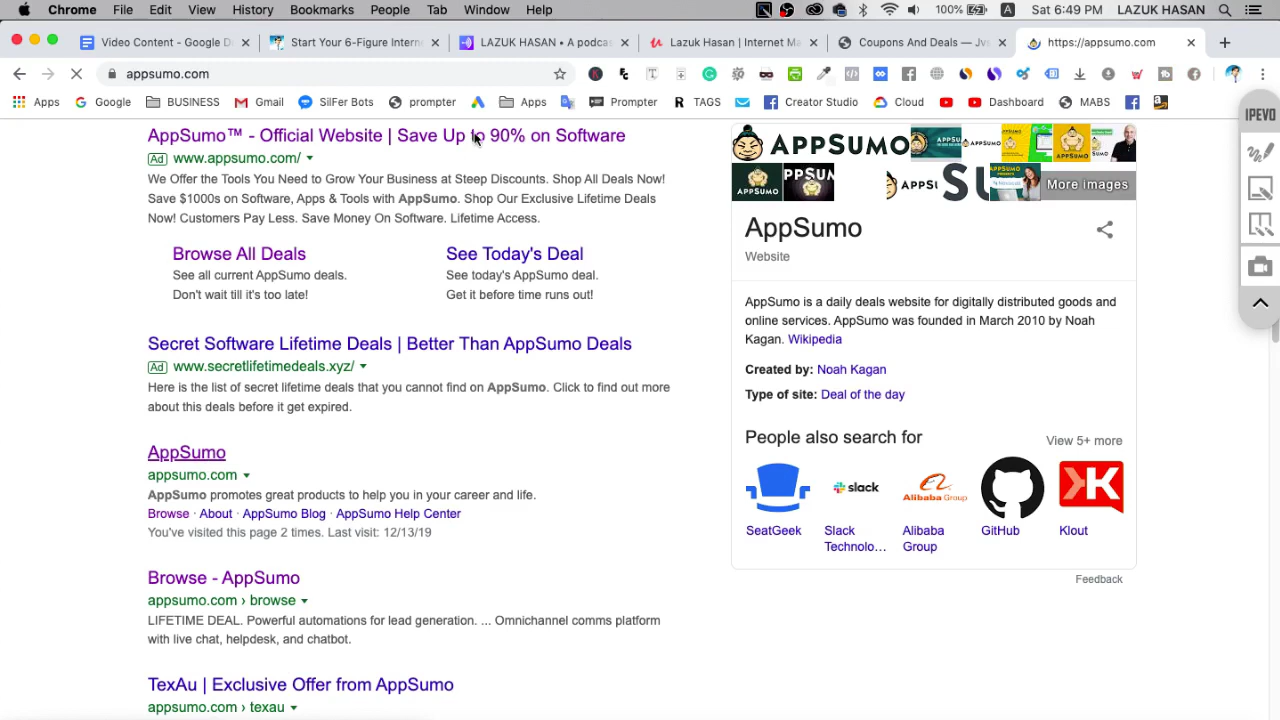 Chrome File Edit View History Bookmarks People Tab Window Help 100% A Sat 6:49 PM LAZUK HASAN
Video Content - Google D Start Your 6-Figure Intern LAZUK HASAN • A podcas Lazuk Hasan | Internet Ma Coupons And Deals — Jvs https://appsumo.com
appsumo.com
Apps Google BUSINESS Gmail SilFer Bots prompter Apps Prompter TAGS Creator Studio Cloud Dashboard MABS
IPEVO
AppSumo™ - Official Website | Save Up to 90% on Software
Ad www.appsumo.com/
We Offer the Tools You Need to Grow Your Business at Steep Discounts. Shop All Deals Now!
Save $1000s on Software, Apps & Tools with AppSumo. Shop Our Exclusive Lifetime Deals
Now! Customers Pay Less. Save Money On Software. Lifetime Access.
Browse All Deals
See all current AppSumo deals.
Don't wait till it's too late!
See Today's Deal
See today's AppSumo deal.
Get it before time runs out!
Secret Software Lifetime Deals | Better Than AppSumo Deals
Ad www.secretlifetimedeals.xyz/
Here is the list of secret lifetime deals that you cannot find on AppSumo. Click to find out more
about this deals before it get expired.
AppSumo
appsumo.com
AppSumo promotes great products to help you in your career and life.
Browse · About · AppSumo Blog · AppSumo Help Center
You've visited this page 2 times. Last visit: 12/13/19
Browse - AppSumo
appsumo.com › browse
LIFETIME DEAL. Powerful automations for lead generation. ... Omnichannel comms platform
with live chat, helpdesk, and chatbot.
TexAu | Exclusive Offer from AppSumo
appsumo.com › texau
APPSUMO
More images
AppSumo
Website
AppSumo is a daily deals website for digitally distributed goods and
online services. AppSumo was founded in March 2010 by Noah
Kagan. Wikipedia
Created by: Noah Kagan
Type of site: Deal of the day
People also search for
View 5+ more
slack
Alibaba Group
SeatGeek
Slack Technolo...
Alibaba Group
GitHub
Klout
Feedback